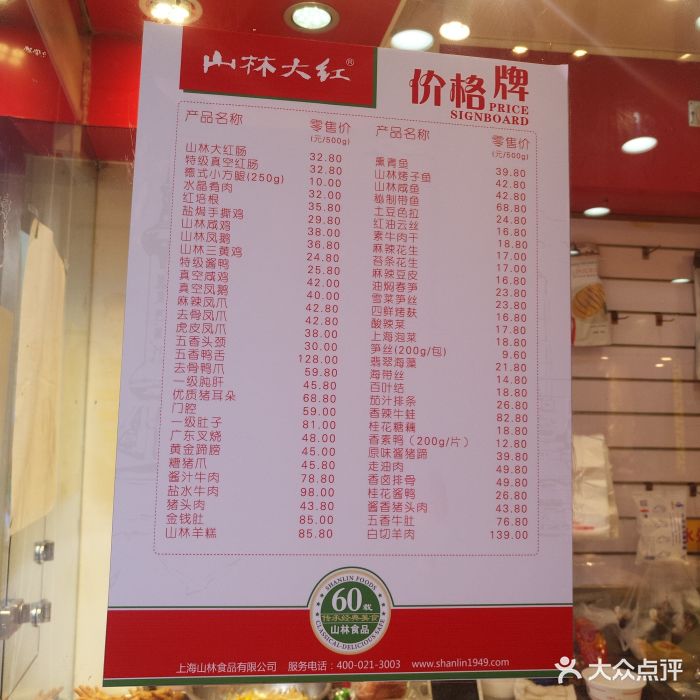 山林大红®
价格牌
PRICE
SIGNBOARD
产品名称 零售价
(元/500g)
山林大红肠 32.80
特级真空红肠 32.80
德式小方腿(250g) 10.00
水晶肴肉 32.00
红培根 35.80
盐焗手撕鸡 29.80
山林咸鸡 38.00
山林凤鹅 36.80
山林三黄鸡 24.80
特级酱鸭 25.80
真空咸鸡 42.00
真空凤鹅 40.00
麻辣凤爪 42.80
去骨凤爪 42.80
虎皮凤爪 38.00
五香头颈 30.00
五香鸭舌 128.00
去骨鸭爪 59.80
一级肫肝 45.80
优质猪耳朵 68.80
门腔 59.00
一级肚子 81.00
广东叉烧 48.00
黄金蹄膀 45.00
糟猪爪 45.80
酱汁牛肉 78.80
盐水牛肉 98.00
猪头肉 43.80
金钱肚 85.00
山林羊糕 85.80
产品名称 零售价
(元/500g)
熏青鱼 39.80
山林烤子鱼 42.80
山林咸鱼 42.80
秘制带鱼 68.80
土豆色拉 24.80
红油云丝 16.80
素牛肉干 18.80
麻辣花生 17.00
苔条花生 17.00
麻辣豆皮 16.80
油焖春笋 23.80
雪菜笋丝 23.80
四鲜烤麸 16.80
酸辣菜 17.80
上海泡菜 18.80
笋丝(200g/包) 9.60
翡翠海藻 21.80
海带丝 14.80
百叶结 18.80
茄汁排条 26.80
香辣牛蛙 82.80
桂花糖藕 18.80
香素鸭（200g/片） 12.80
原味酱猪蹄 39.80
走油肉 49.80
香卤排骨 49.80
桂花酱鸭 26.80
酱香猪头肉 43.80
五香牛肚 76.80
白切羊肉 139.00
SHANLIN FOODS
60载
传承经典美食
山林食品
CLASSICAL-DELICIOUS-SAFE
上海山林食品有限公司 服务电话：400-021-3003 www.shanlin1949.com
大众点评